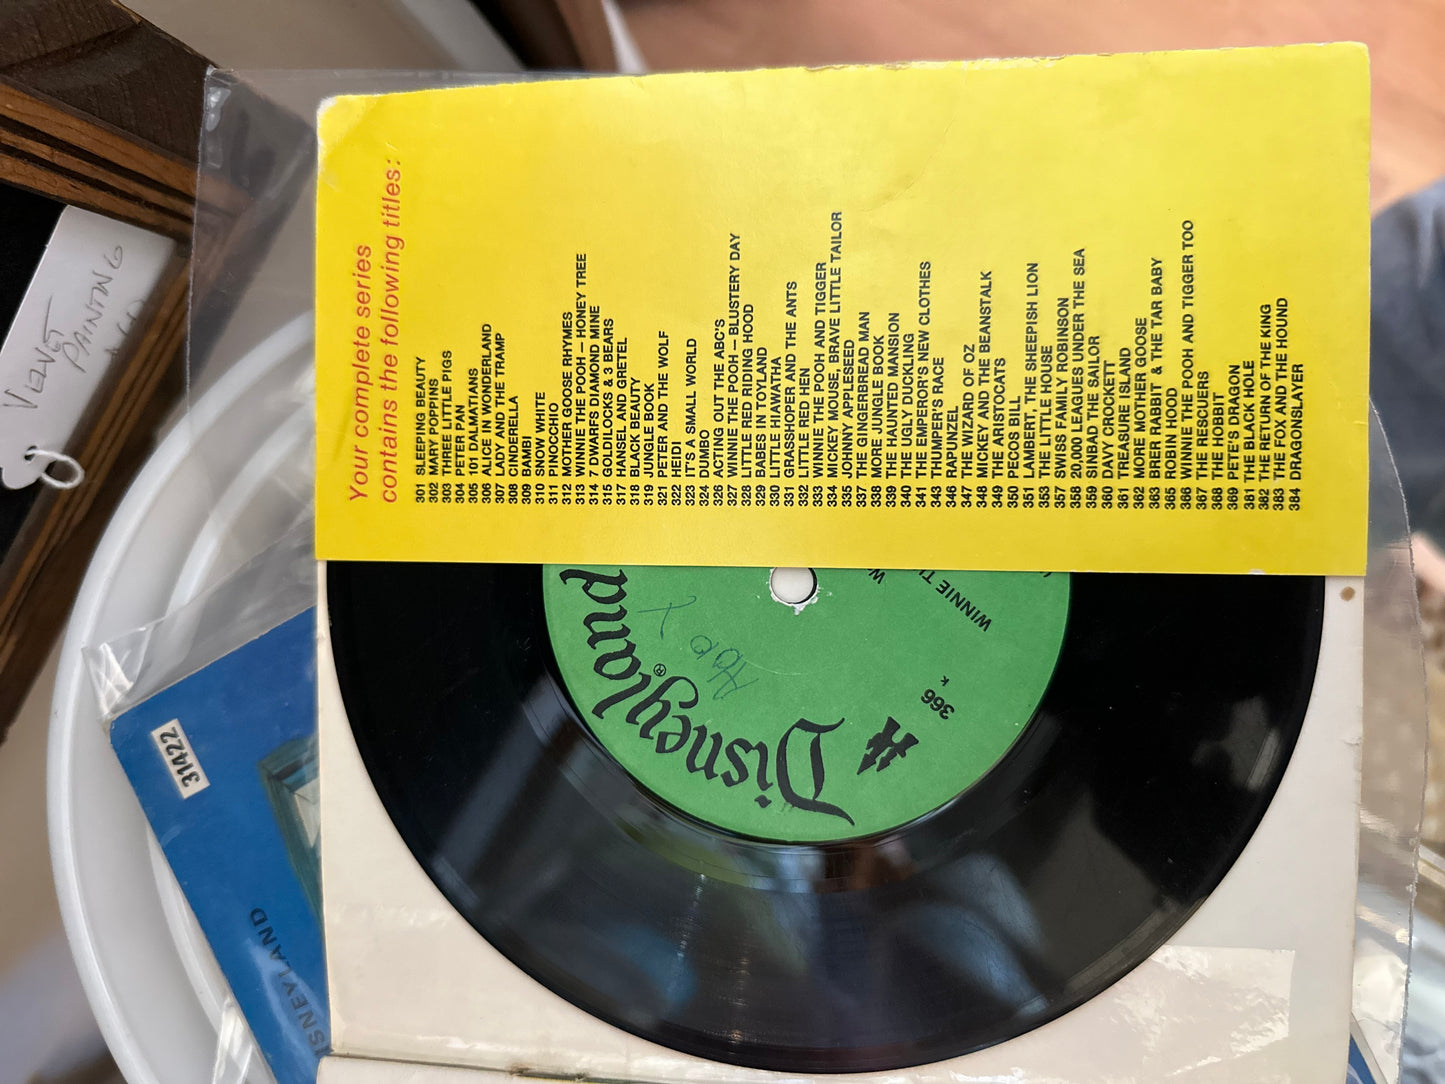 Your complete series
contains the following titles:
301 SLEEPING BEAUTY
302 MARY POPPINS
303 THREE LITTLE PIGS
304 PETER PAN
305 101 DALMATIANS
306 ALICE IN WONDERLAND
307 LADY AND THE TRAMP
308 CINDERELLA
309 BAMBI
310 SNOW WHITE
311 PINOCCHIO
312 MOTHER GOOSE RHYMES
313 WINNIE THE POOH — HONEY TREE
314 7 DWARFS DIAMOND MINE
315 GOLDILOCKS & 3 BEARS
317 HANSEL AND GRETEL
318 BLACK BEAUTY
319 JUNGLE BOOK
321 PETER AND THE WOLF
322 HEIDI
323 IT'S A SMALL WORLD
324 DUMBO
326 ACTING OUT THE ABC'S
327 WINNIE THE POOH — BLUSTERY DAY
328 LITTLE RED RIDING HOOD
329 BABES IN TOYLAND
330 LITTLE HIAWATHA
331 GRASSHOPER AND THE ANTS
332 LITTLE RED HEN
333 WINNIE THE POOH AND TIGGER
334 MICKEY MOUSE, BRAVE LITTLE TAILOR
335 JOHNNY APPLESEED
337 THE GINGERBREAD MAN
338 MORE JUNGLE BOOK
339 THE HAUNTED MANSION
340 THE UGLY DUCKLING
341 THE EMPEROR'S NEW CLOTHES
343 THUMPER'S RACE
346 RAPUNZEL
347 THE WIZARD OF OZ
348 MICKEY AND THE BEANSTALK
349 THE ARISTOCATS
350 PECOS BILL
351 LAMBERT, THE SHEEPISH LION
353 THE LITTLE HOUSE
357 SWISS FAMILY ROBINSON
358 20,000 LEAGUES UNDER THE SEA
359 SINBAD THE SAILOR
360 DAVY CROCKETT
361 TREASURE ISLAND
362 MORE MOTHER GOOSE
363 BRER RABBIT & THE TAR BABY
365 ROBIN HOOD
366 WINNIE THE POOH AND TIGGER TOO
367 THE RESCUERS
368 THE HOBBIT
369 PETE'S DRAGON
381 THE BLACK HOLE
382 THE RETURN OF THE KING
383 THE FOX AND THE HOUND
384 DRAGONSLAYER
Disneyland®
366
K
WINNIE T
W
31422
DISNEYLAND
PAINTING